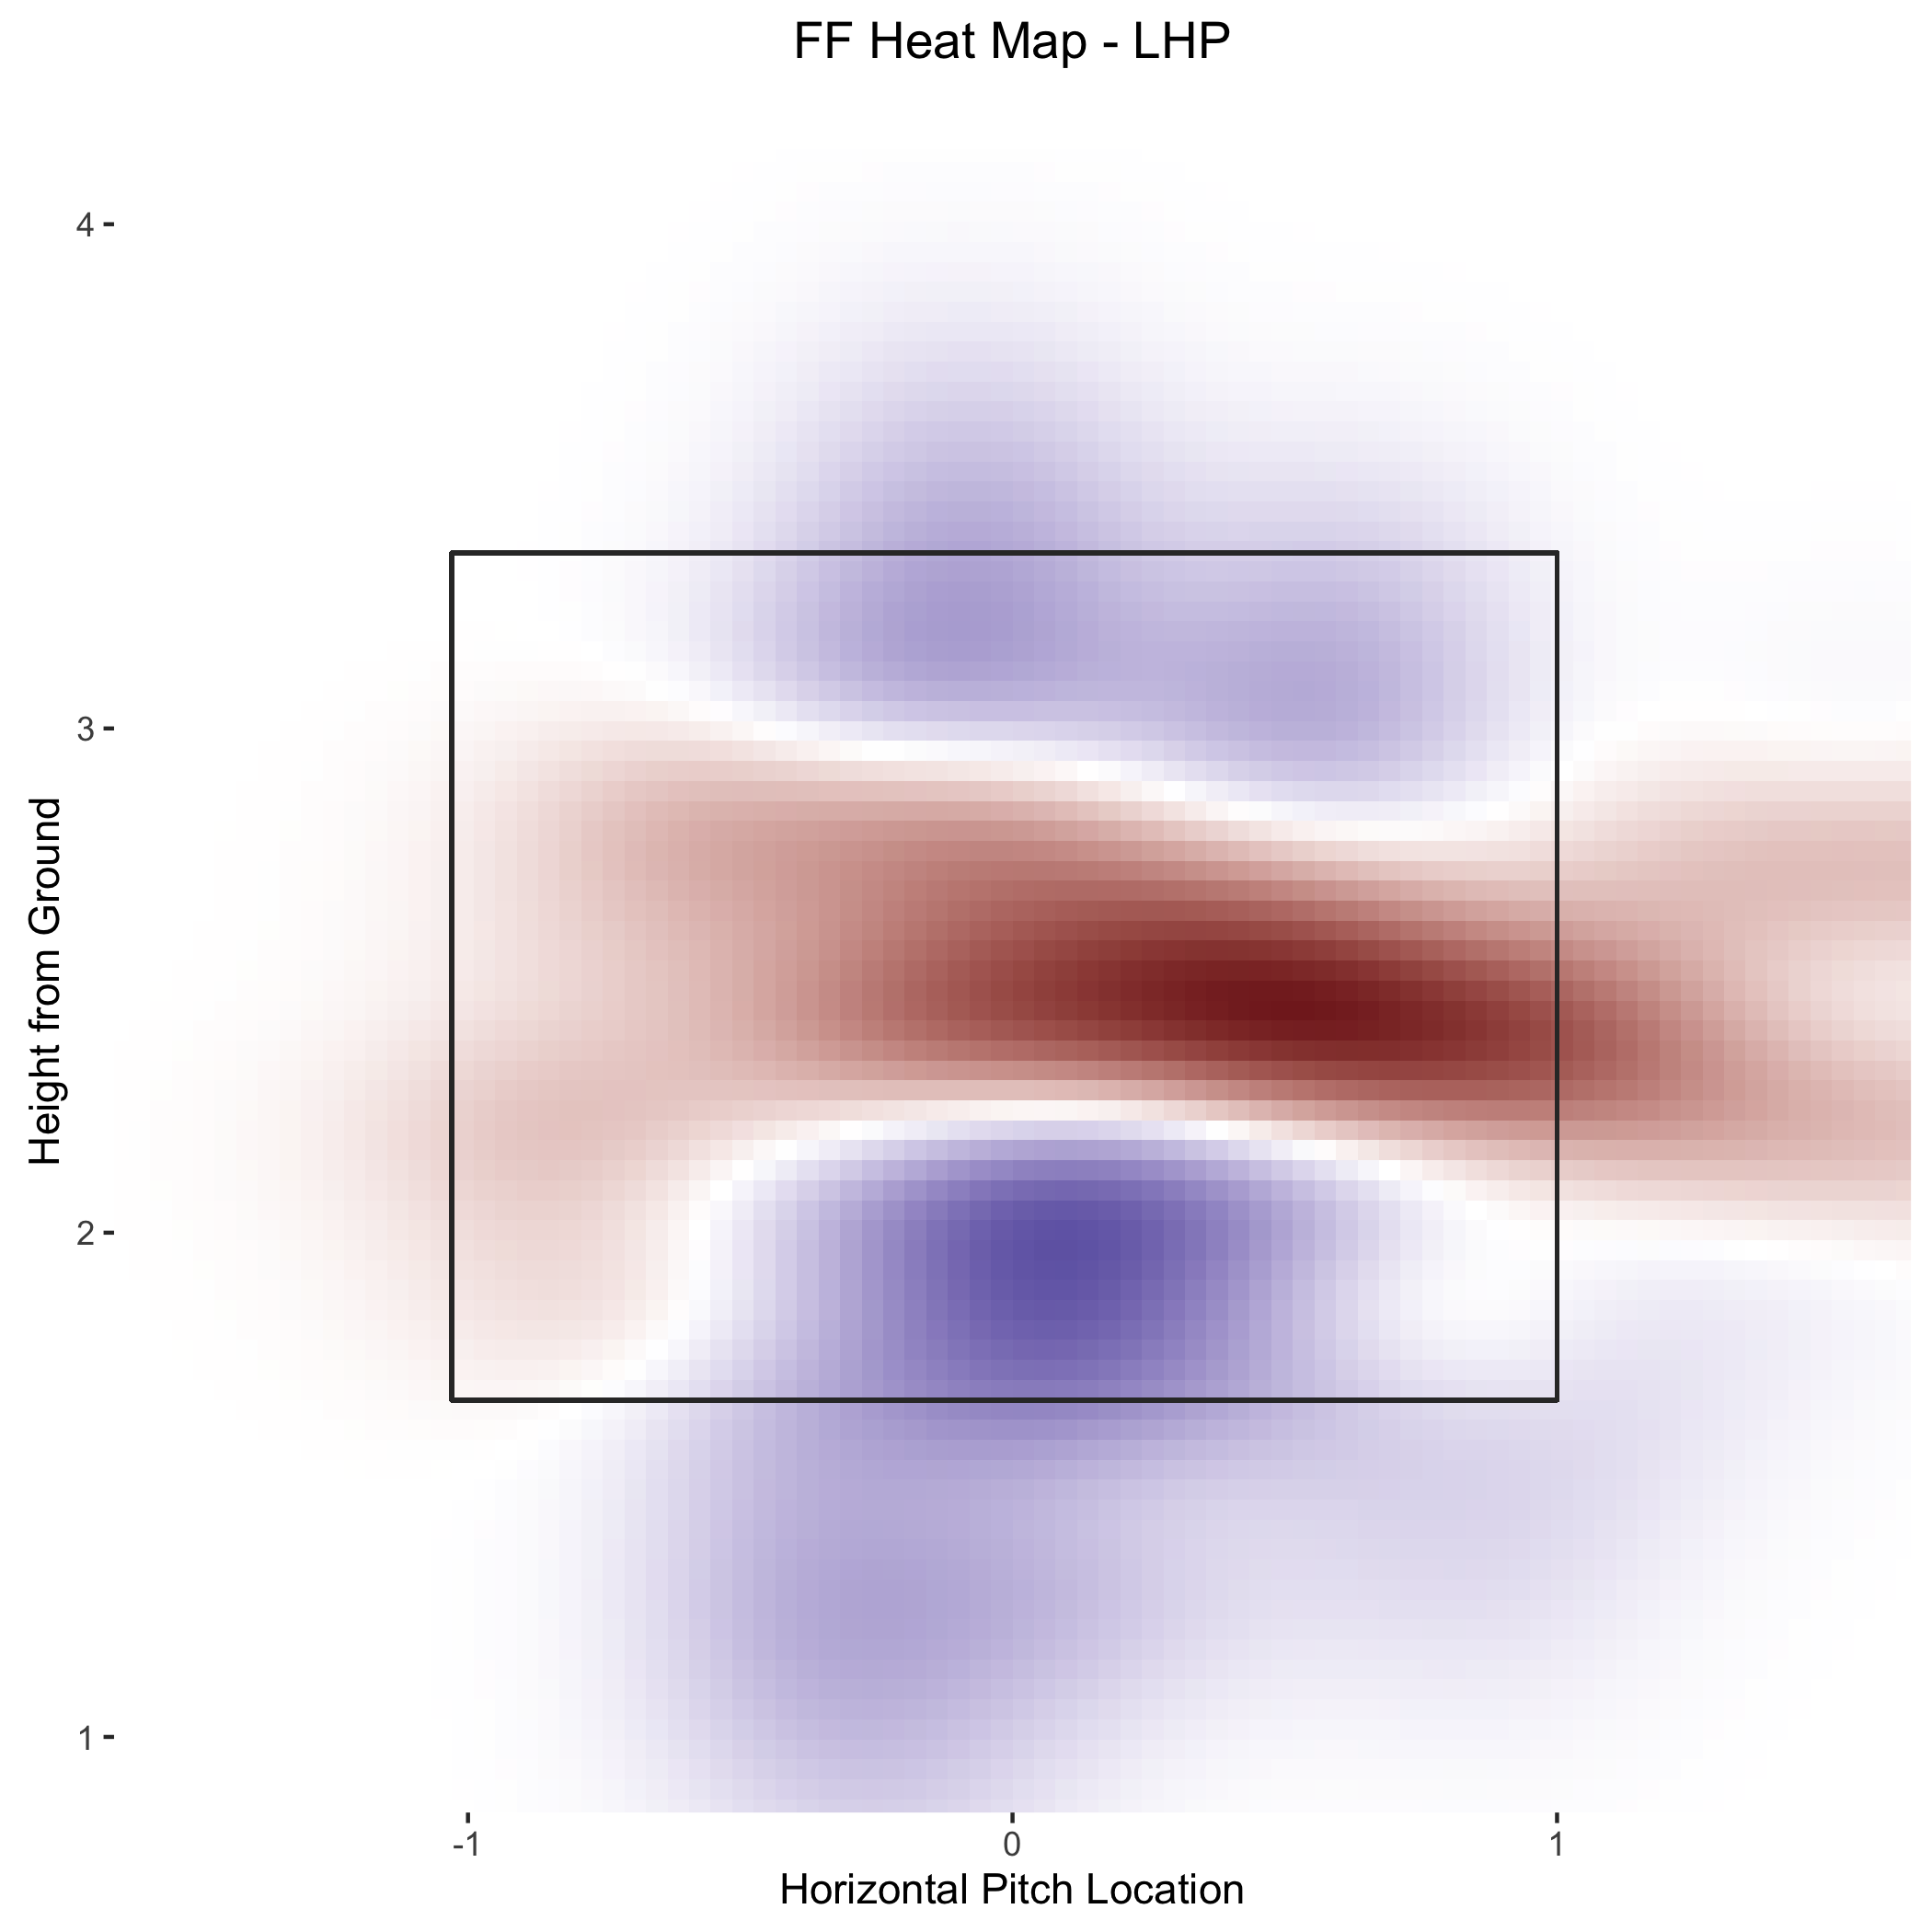 FF Heat Map - LHP
4
3
2
1
Height from Ground
-1 0 1
Horizontal Pitch Location